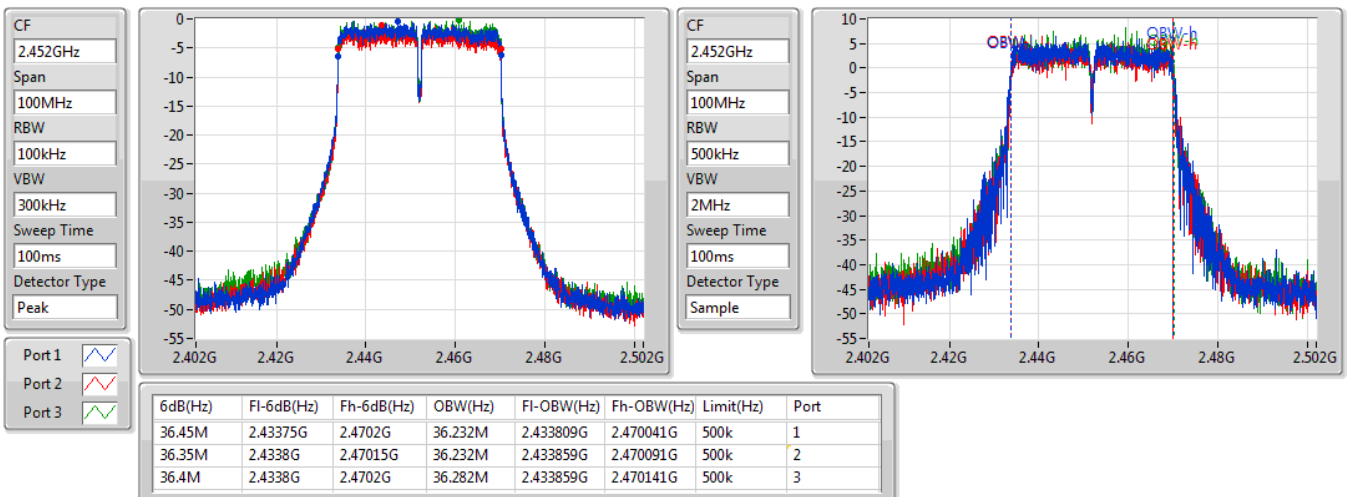 CF
2.452GHz
Span
100MHz
RBW
100kHz
VBW
300kHz
Sweep Time
100ms
Detector Type
Peak
0-
-5-
-10-
-15-
-20-
-25-
-30-
-35-
-40-
-45-
-50-
-55-
2.402G 2.42G 2.44G 2.46G 2.48G 2.502G
CF
2.452GHz
Span
100MHz
RBW
500kHz
VBW
2MHz
Sweep Time
100ms
Detector Type
Sample
10-
5-
0-
-5-
-10-
-15-
-20-
-25-
-30-
-35-
-40-
-45-
-50-
-55-
OBW-h
2.402G 2.42G 2.44G 2.46G 2.48G 2.502G
Port 1
Port 2
Port 3
6dB(Hz) Fl-6dB(Hz) Fh-6dB(Hz) OBW(Hz) Fl-OBW(Hz) Fh-OBW(Hz) Limit(Hz) Port
36.45M 2.43375G 2.4702G 36.232M 2.433809G 2.470041G 500k 1
36.35M 2.4338G 2.47015G 36.232M 2.433859G 2.470091G 500k 2
36.4M 2.4338G 2.4702G 36.282M 2.433859G 2.470141G 500k 3